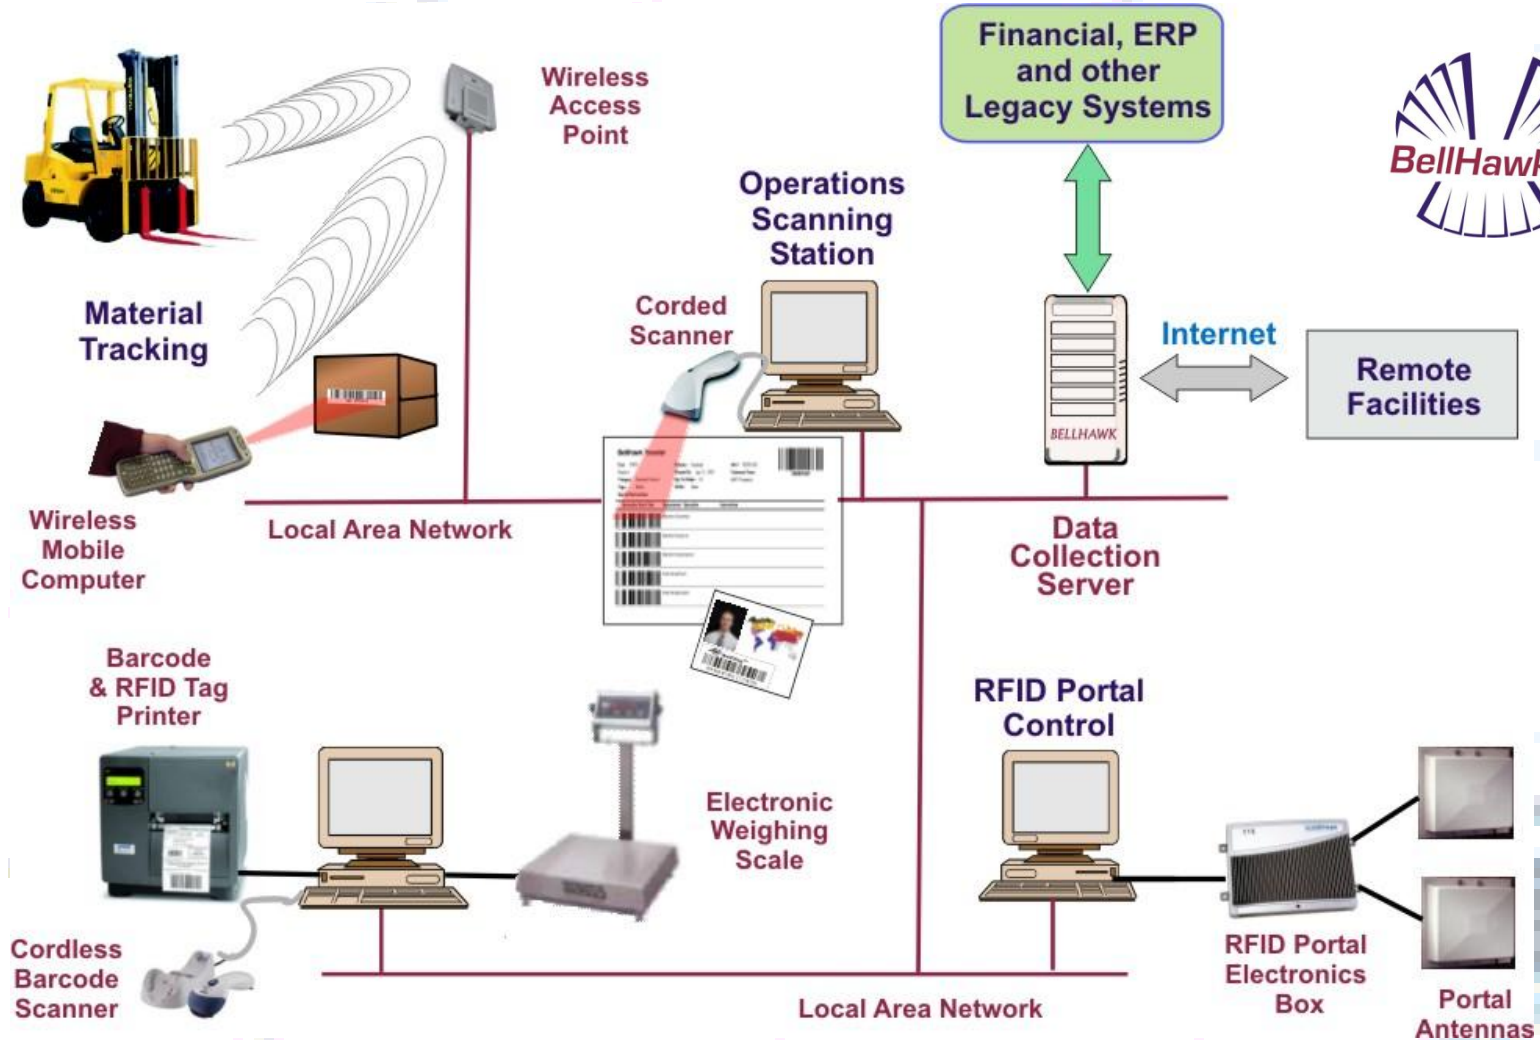 Financial, ERP
and other
Legacy Systems
Wireless
Access
Point
BellHawk
Operations
Scanning
Station
Material
Tracking
Corded
Scanner
Internet
Remote
Facilities
BELLHAWK
Wireless
Mobile
Computer
Local Area Network
Data
Collection
Server
Barcode
& RFID Tag
Printer
RFID Portal
Control
Electronic
Weighing
Scale
Cordless
Barcode
Scanner
RFID Portal
Electronics
Box
Portal
Antennas
Local Area Network